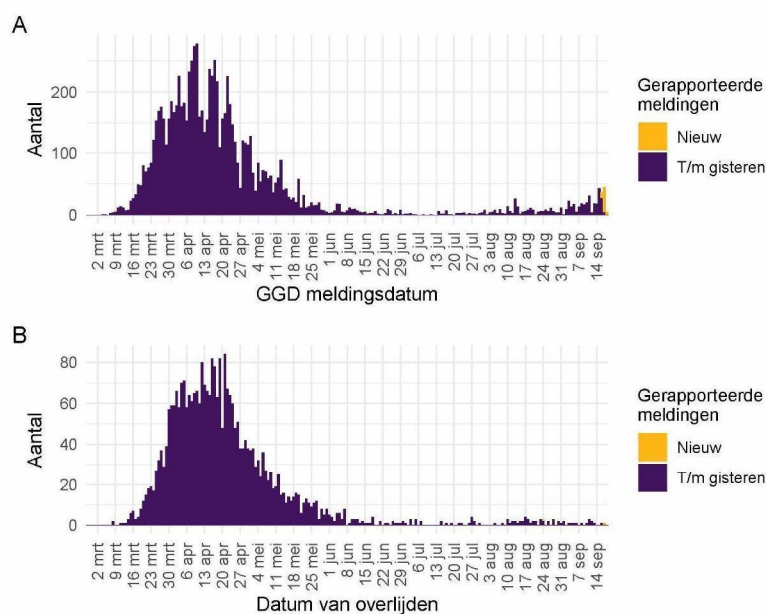 A
Aantal
200
100
0
2 mrt
9 mrt
16 mrt
23 mrt
30 mrt
6 apr
13 apr
20 apr
27 apr
4 mei
11 mei
18 mei
25 mei
1 jun
8 jun
15 jun
22 jun
29 jun
6 jul
13 jul
20 jul
27 jul
3 aug
10 aug
17 aug
24 aug
31 aug
7 sep
14 sep
GGD meldingsdatum
Gerapporteerde
meldingen
Nieuw
T/m gisteren
B
Aantal
80
60
40
20
0
2 mrt
9 mrt
16 mrt
23 mrt
30 mrt
6 apr
13 apr
20 apr
27 apr
4 mei
11 mei
18 mei
25 mei
1 jun
8 jun
15 jun
22 jun
29 jun
6 jul
13 jul
20 jul
27 jul
3 aug
10 aug
17 aug
24 aug
31 aug
7 sep
14 sep
Datum van overlijden
Gerapporteerde
meldingen
Nieuw
T/m gisteren